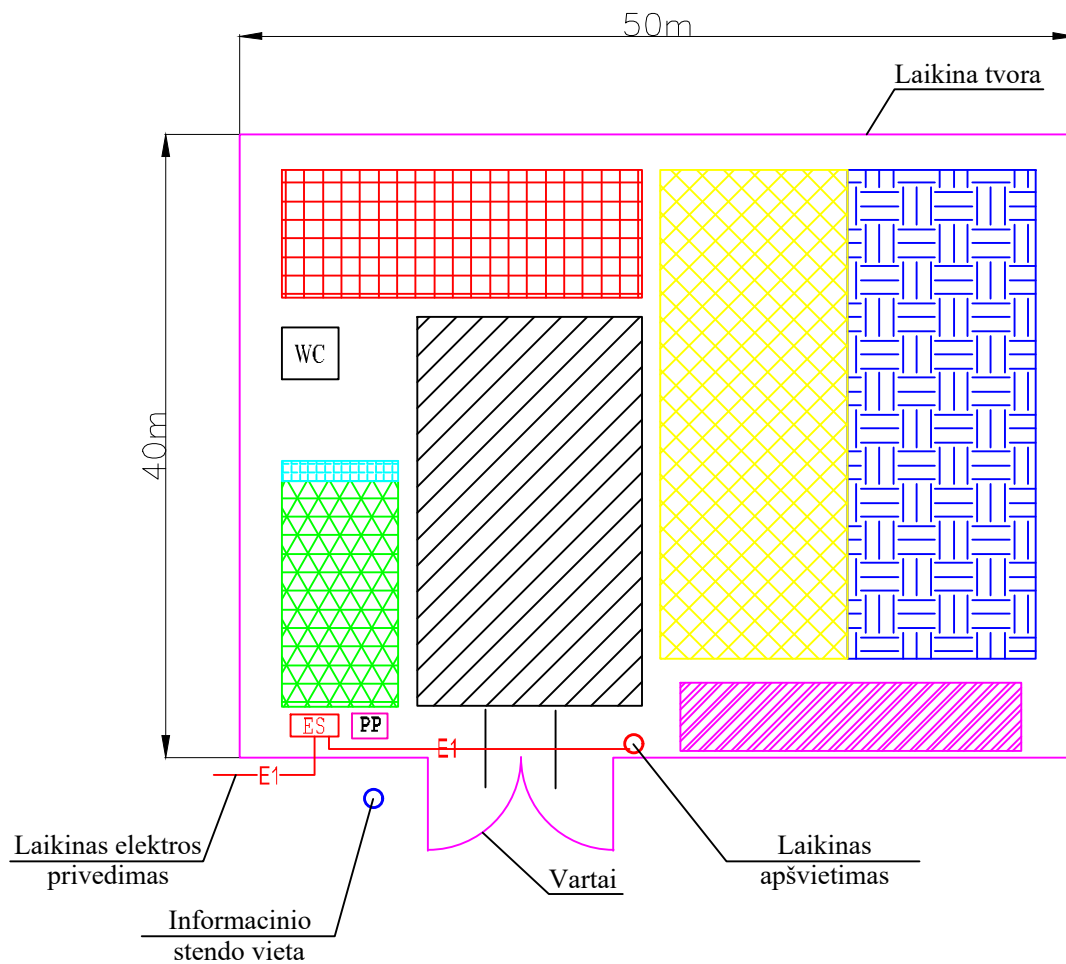 50m
Laikina tvora
40m
WC
ES
PP
E1
E1
Laikinas elektros
privedimas
Informacinio
stendo vieta
Vartai
Laikinas
apšvietimas